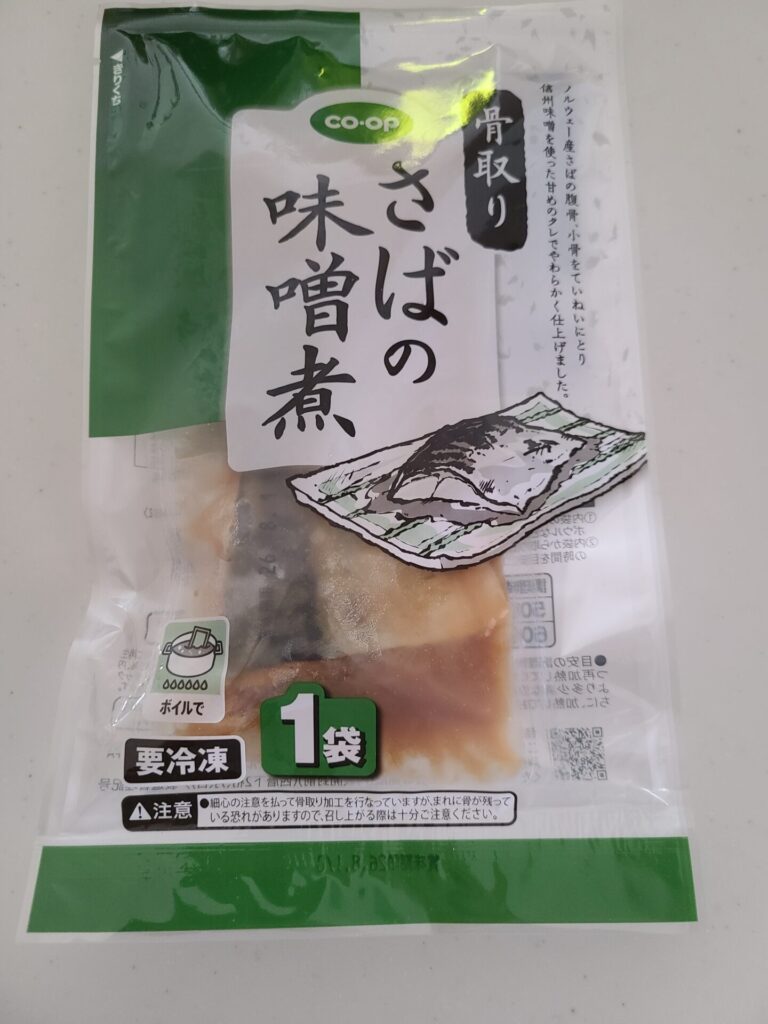 きりくち
co・op
骨取り
さばの
味噌煮
ノルウェー産さばの腹骨、小骨をていねいにとり
信州味噌を使った甘めのタレでやわらかく仕上げました。
ボイルで
要冷凍
1袋
注意
●細心の注意を払って骨取り加工を行なっていますが、まれに骨が残って
いる恐れがありますので、召し上がる際は十分ご注意ください。